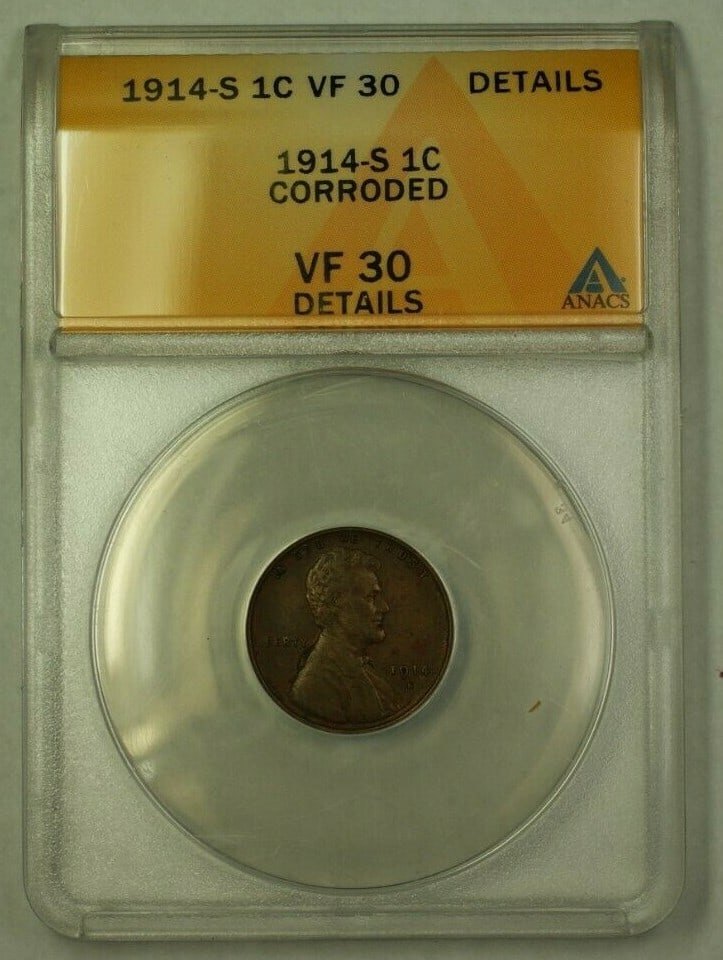 1914-S 1C VF 30 DETAILS
1914-S 1C
CORRODED
VF 30
DETAILS
ANACS
LIBERTY